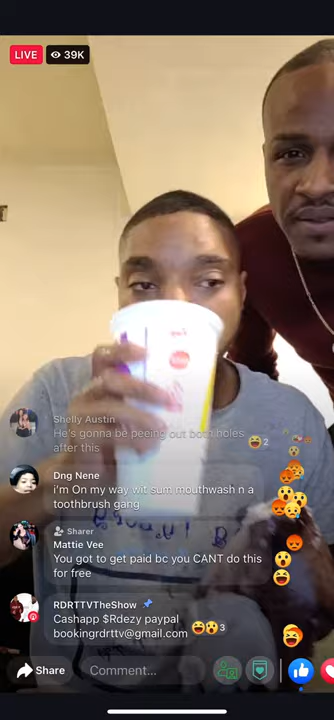 LIVE 39K
Shelly Austin
He's gonna be peeing out both holes
after this
2
Dng Nene
i'm On my way wit sum mouthwash n a
toothbrush gang
Sharer
Mattie Vee
You got to get paid bc you CANT do this
for free
RDRTTVTheShow
Cashapp $Rdezy paypal
bookingrdrttv@gmail.com 3
Share
Comment...